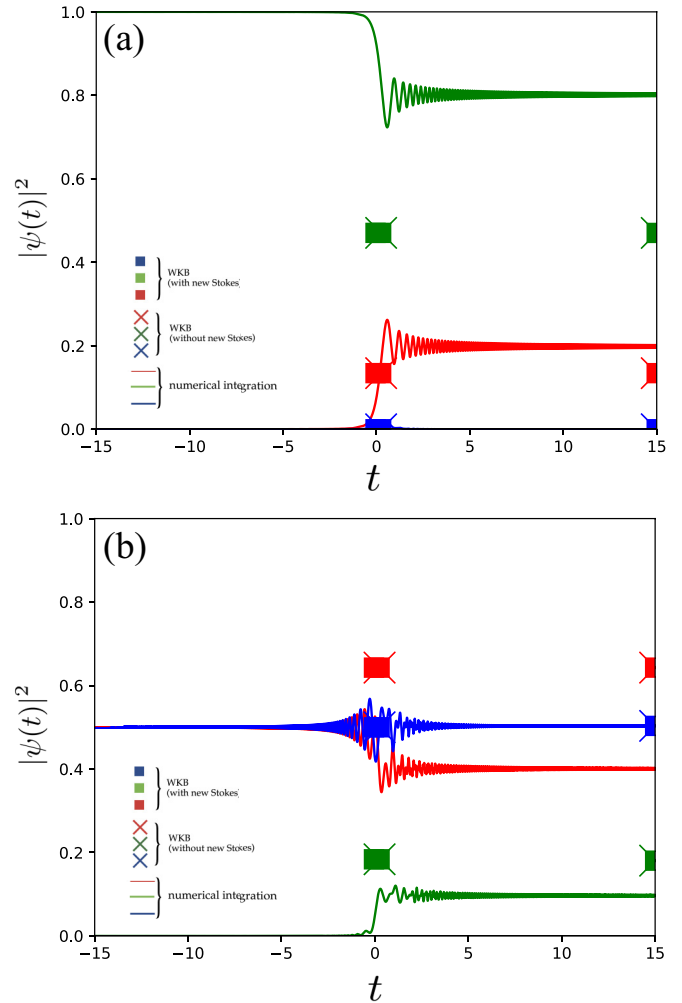 (a)
1.0
0.8
0.6
0.4
0.2
0.0
|ψ(t)|²
WKB
(with new Stokes)
WKB
(without new Stokes)
numerical integration
−15 −10 −5 0 5 10 15
t
(b)
1.0
0.8
0.6
0.4
0.2
0.0
|ψ(t)|²
WKB
(with new Stokes)
WKB
(without new Stokes)
numerical integration
−15 −10 −5 0 5 10 15
t